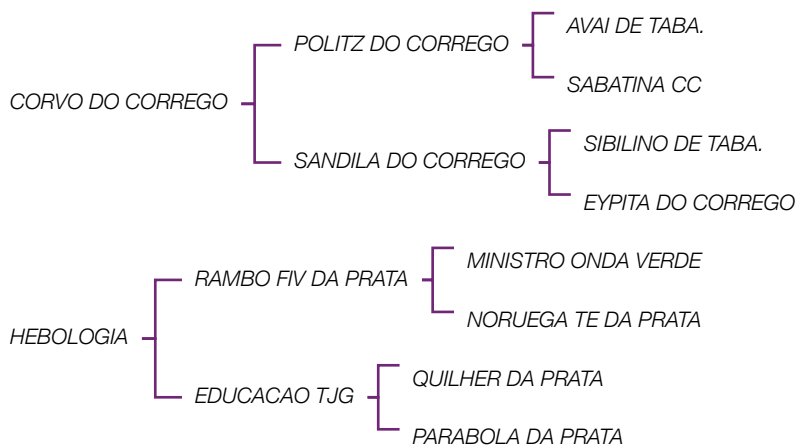 AVAI DE TABA.
POLITZ DO CORREGO
SABATINA CC
CORVO DO CORREGO
SIBILINO DE TABA.
SANDILA DO CORREGO
EYPITA DO CORREGO
MINISTRO ONDA VERDE
RAMBO FIV DA PRATA
NORUEGA TE DA PRATA
HEBOLOGIA
QUILHER DA PRATA
EDUCACAO TJG
PARABOLA DA PRATA